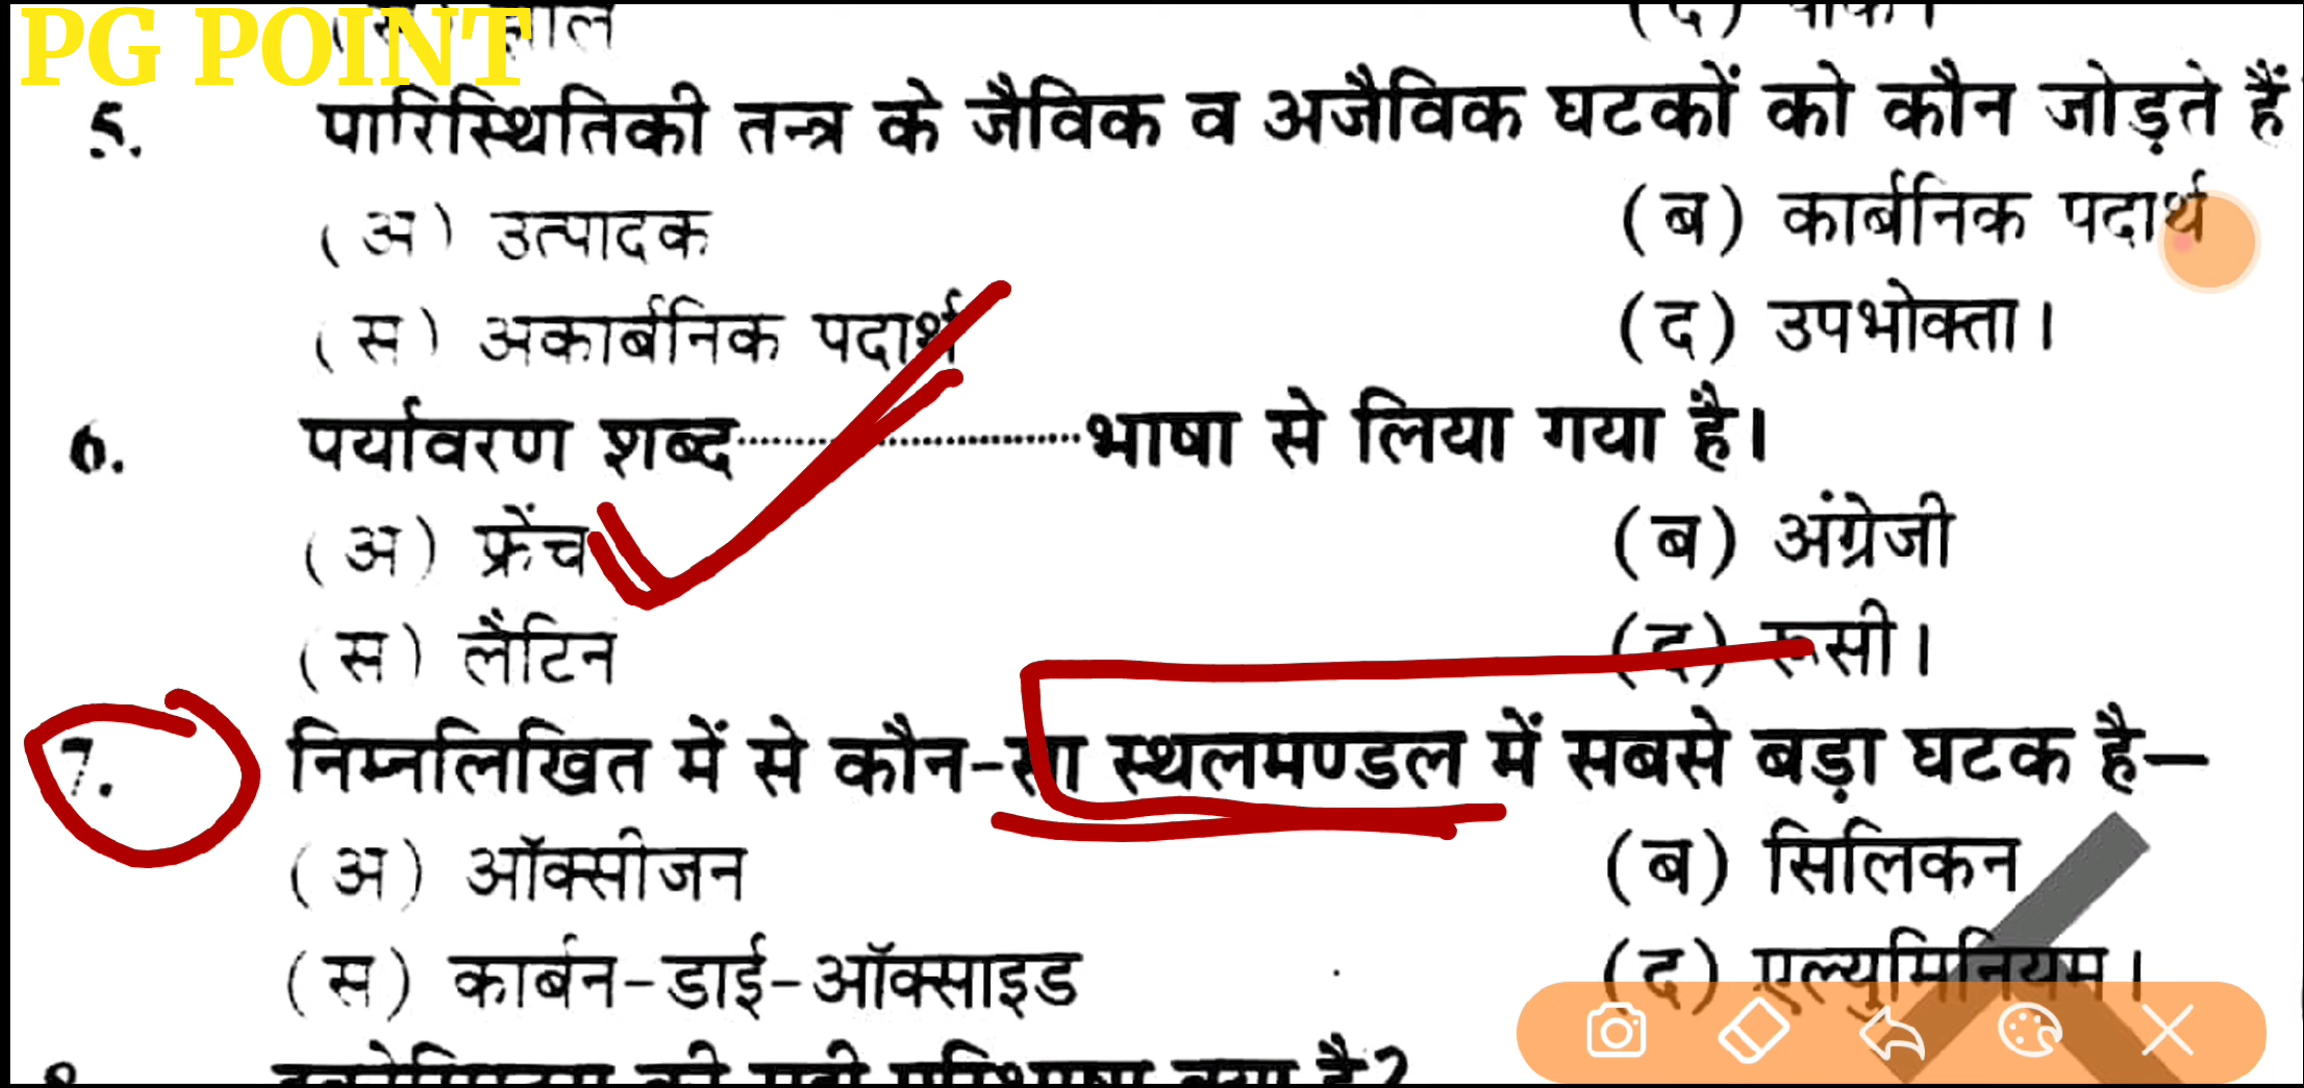 PG POINT
5. पारिस्थितिकी तन्त्र के जैविक व अजैविक घटकों को कौन जोड़ते हैं
(अ) उत्पादक (ब) कार्बनिक पदार्थ
(स) अकार्बनिक पदार्थ (द) उपभोक्ता।
6. पर्यावरण शब्द....................भाषा से लिया गया है।
(अ) फ्रेंच (ब) अंग्रेजी
(स) लैटिन (द) रूसी।
7. निम्नलिखित में से कौन-सा स्थलमण्डल में सबसे बड़ा घटक है—
(अ) ऑक्सीजन (ब) सिलिकन
(स) कार्बन-डाई-ऑक्साइड (द) एल्युमिनियम।